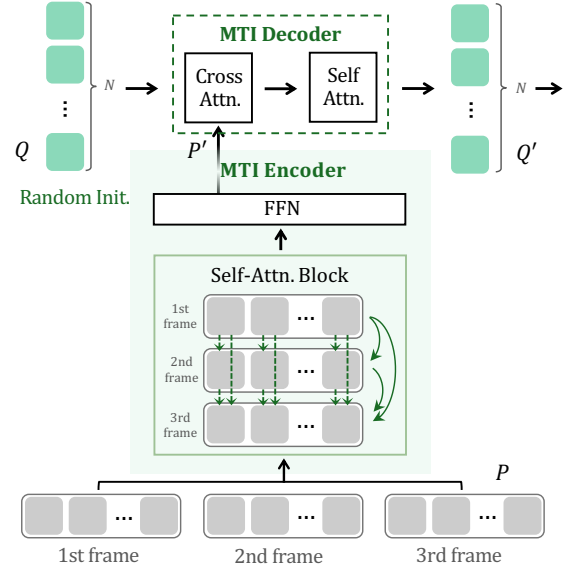 MTI Decoder
Cross
Attn.
Self
Attn.
N
N
⋮
⋮
Q
P'
Q'
MTI Encoder
Random Init.
FFN
Self-Attn. Block
1st
frame
...
2nd
frame
...
3rd
frame
...
P
...
...
...
1st frame
2nd frame
3rd frame